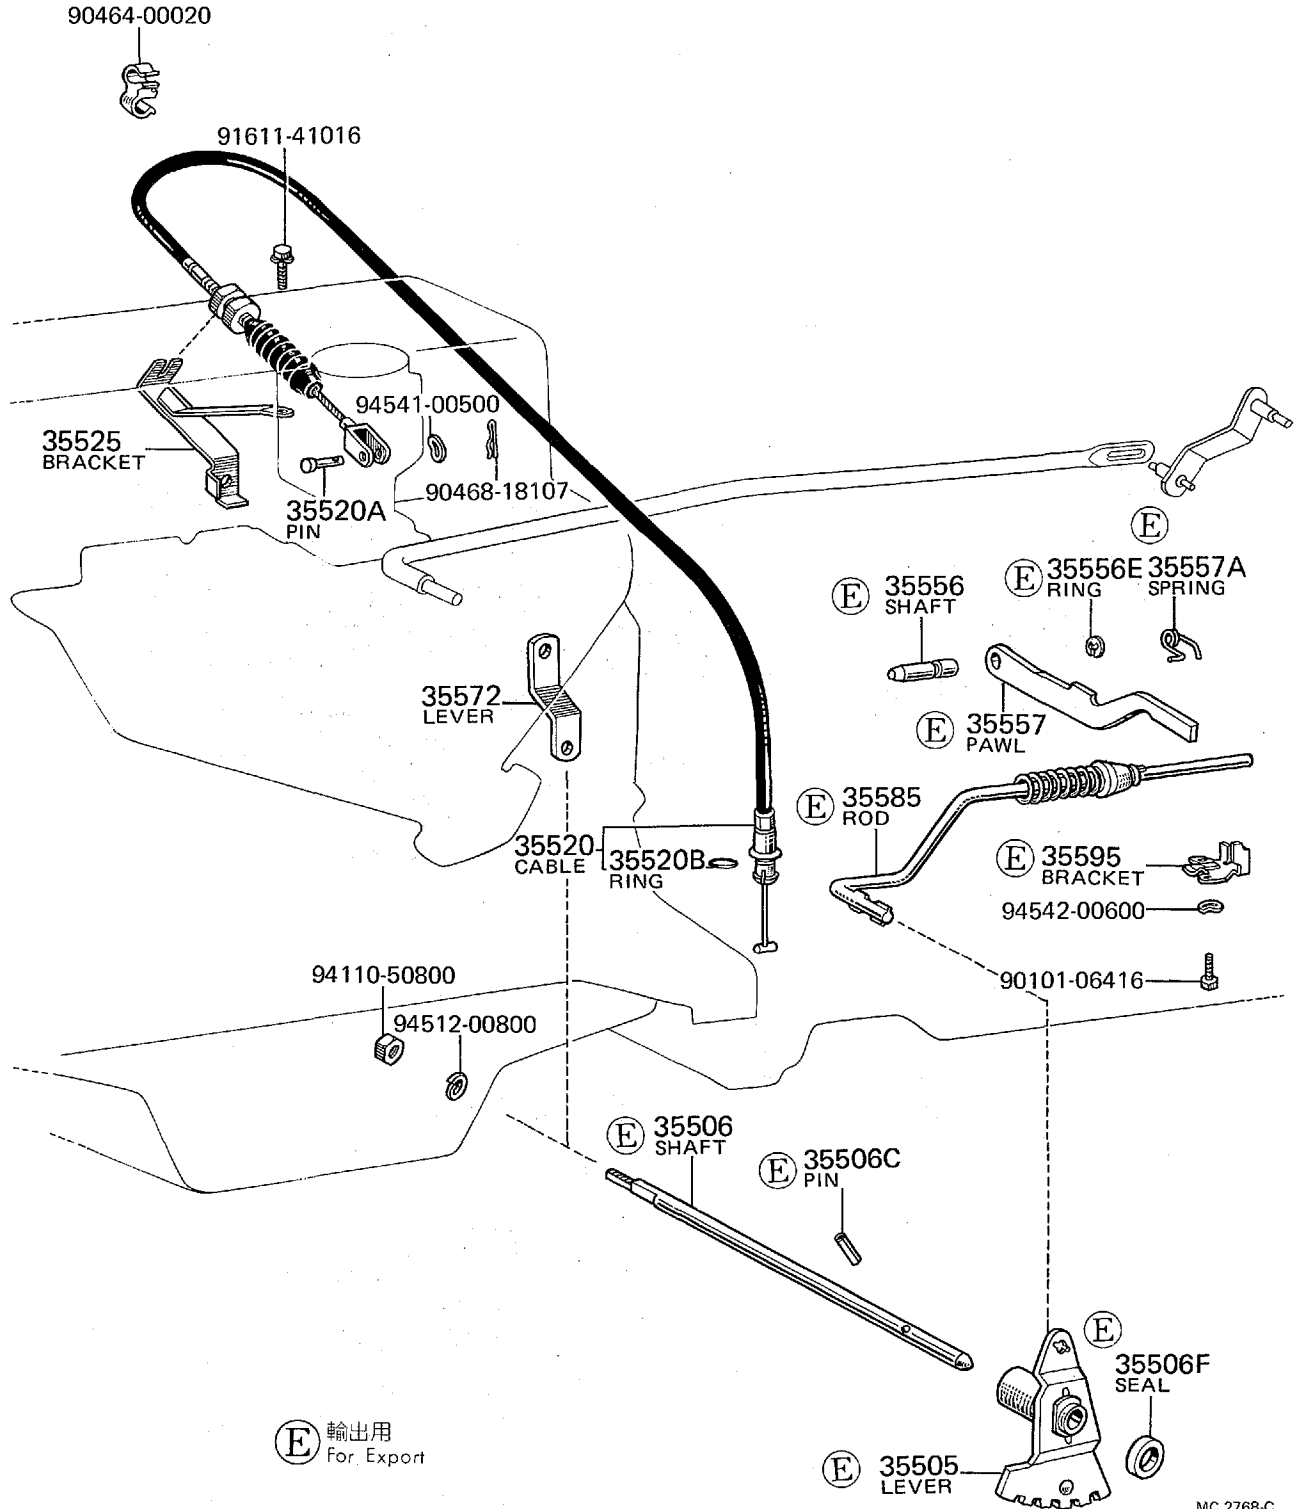 90464-00020
91611-41016
94541-00500
35525
BRACKET
90468-18107
35520A
PIN
E
E 35556
SHAFT
E 35556E
RING
35557A
SPRING
35572
LEVER
E 35557
PAWL
E 35585
ROD
35520
CABLE
35520B
RING
E 35595
BRACKET
94542-00600
94110-50800
90101-06416
94512-00800
E 35506
SHAFT
E 35506C
PIN
E
35506F
SEAL
E 輸出用
For Export
E 35505
LEVER
MC 2768-C